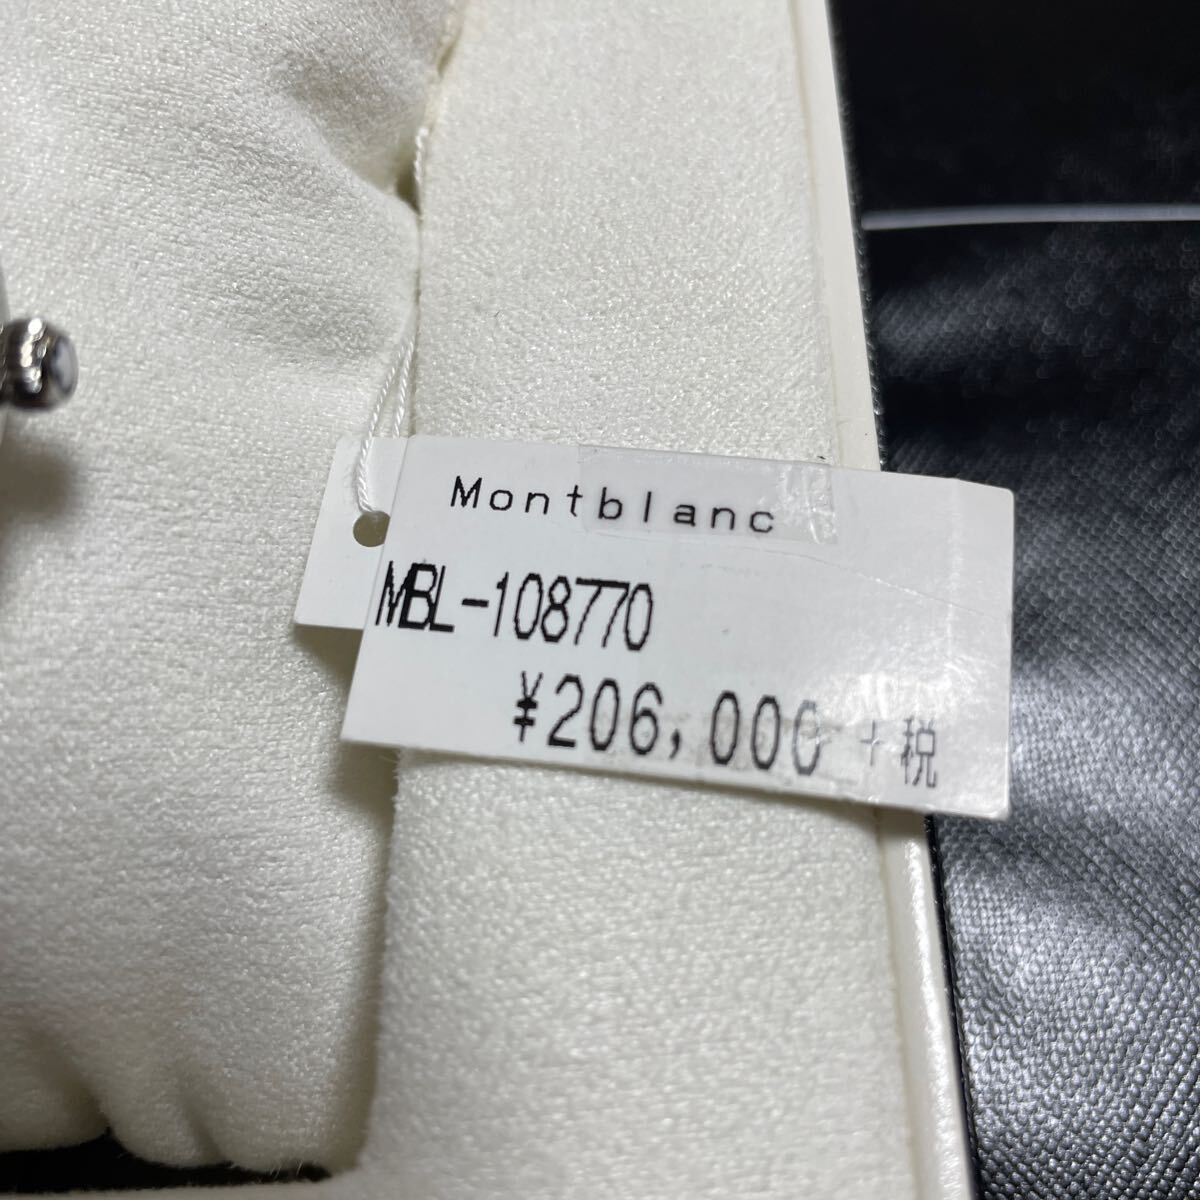 Montblanc
MBL-108770
¥206,000 +税